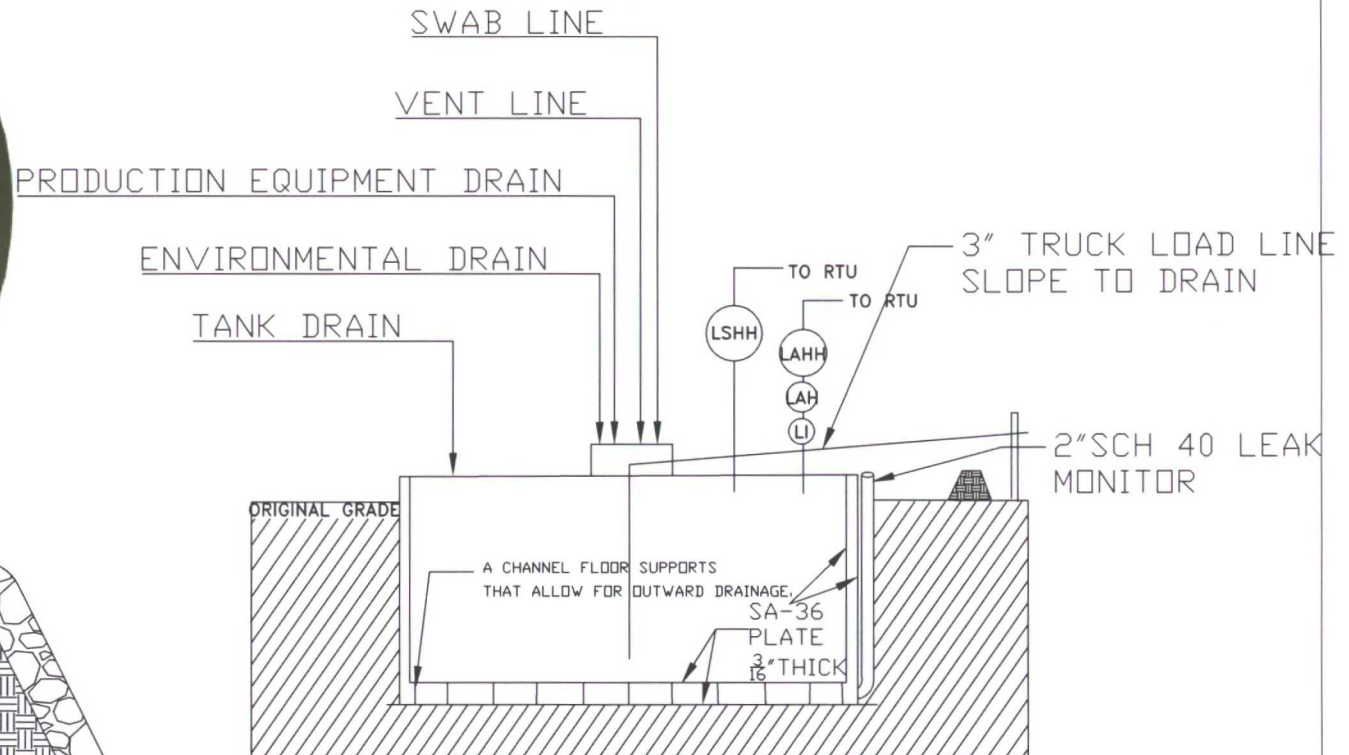 SWAB LINE
VENT LINE
PRODUCTION EQUIPMENT DRAIN
ENVIRONMENTAL DRAIN
TANK DRAIN
TO RTU
TO RTU
3" TRUCK LOAD LINE
SLOPE TO DRAIN
LSHH
LAHH
LAH
LI
2"SCH 40 LEAK
MONITOR
ORIGINAL GRADE
A CHANNEL FLOOR SUPPORTS
THAT ALLOW FOR OUTWARD DRAINAGE.
SA-36
PLATE
3/16"THICK